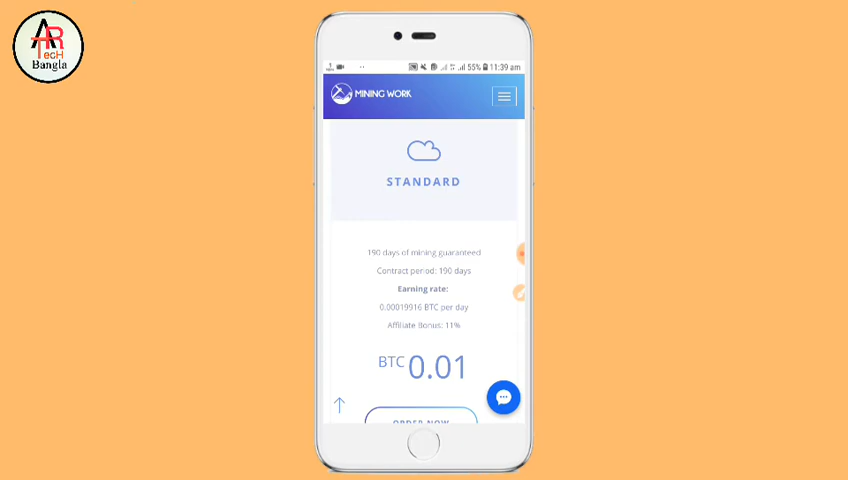 AR
Tech
Bangla
55% 11:39 am
MINING WORK
STANDARD
190 days of mining guaranteed
Contract period: 190 days
Earning rate:
0.00019916 BTC per day
Affiliate Bonus: 11%
BTC 0.01
ORDER NOW